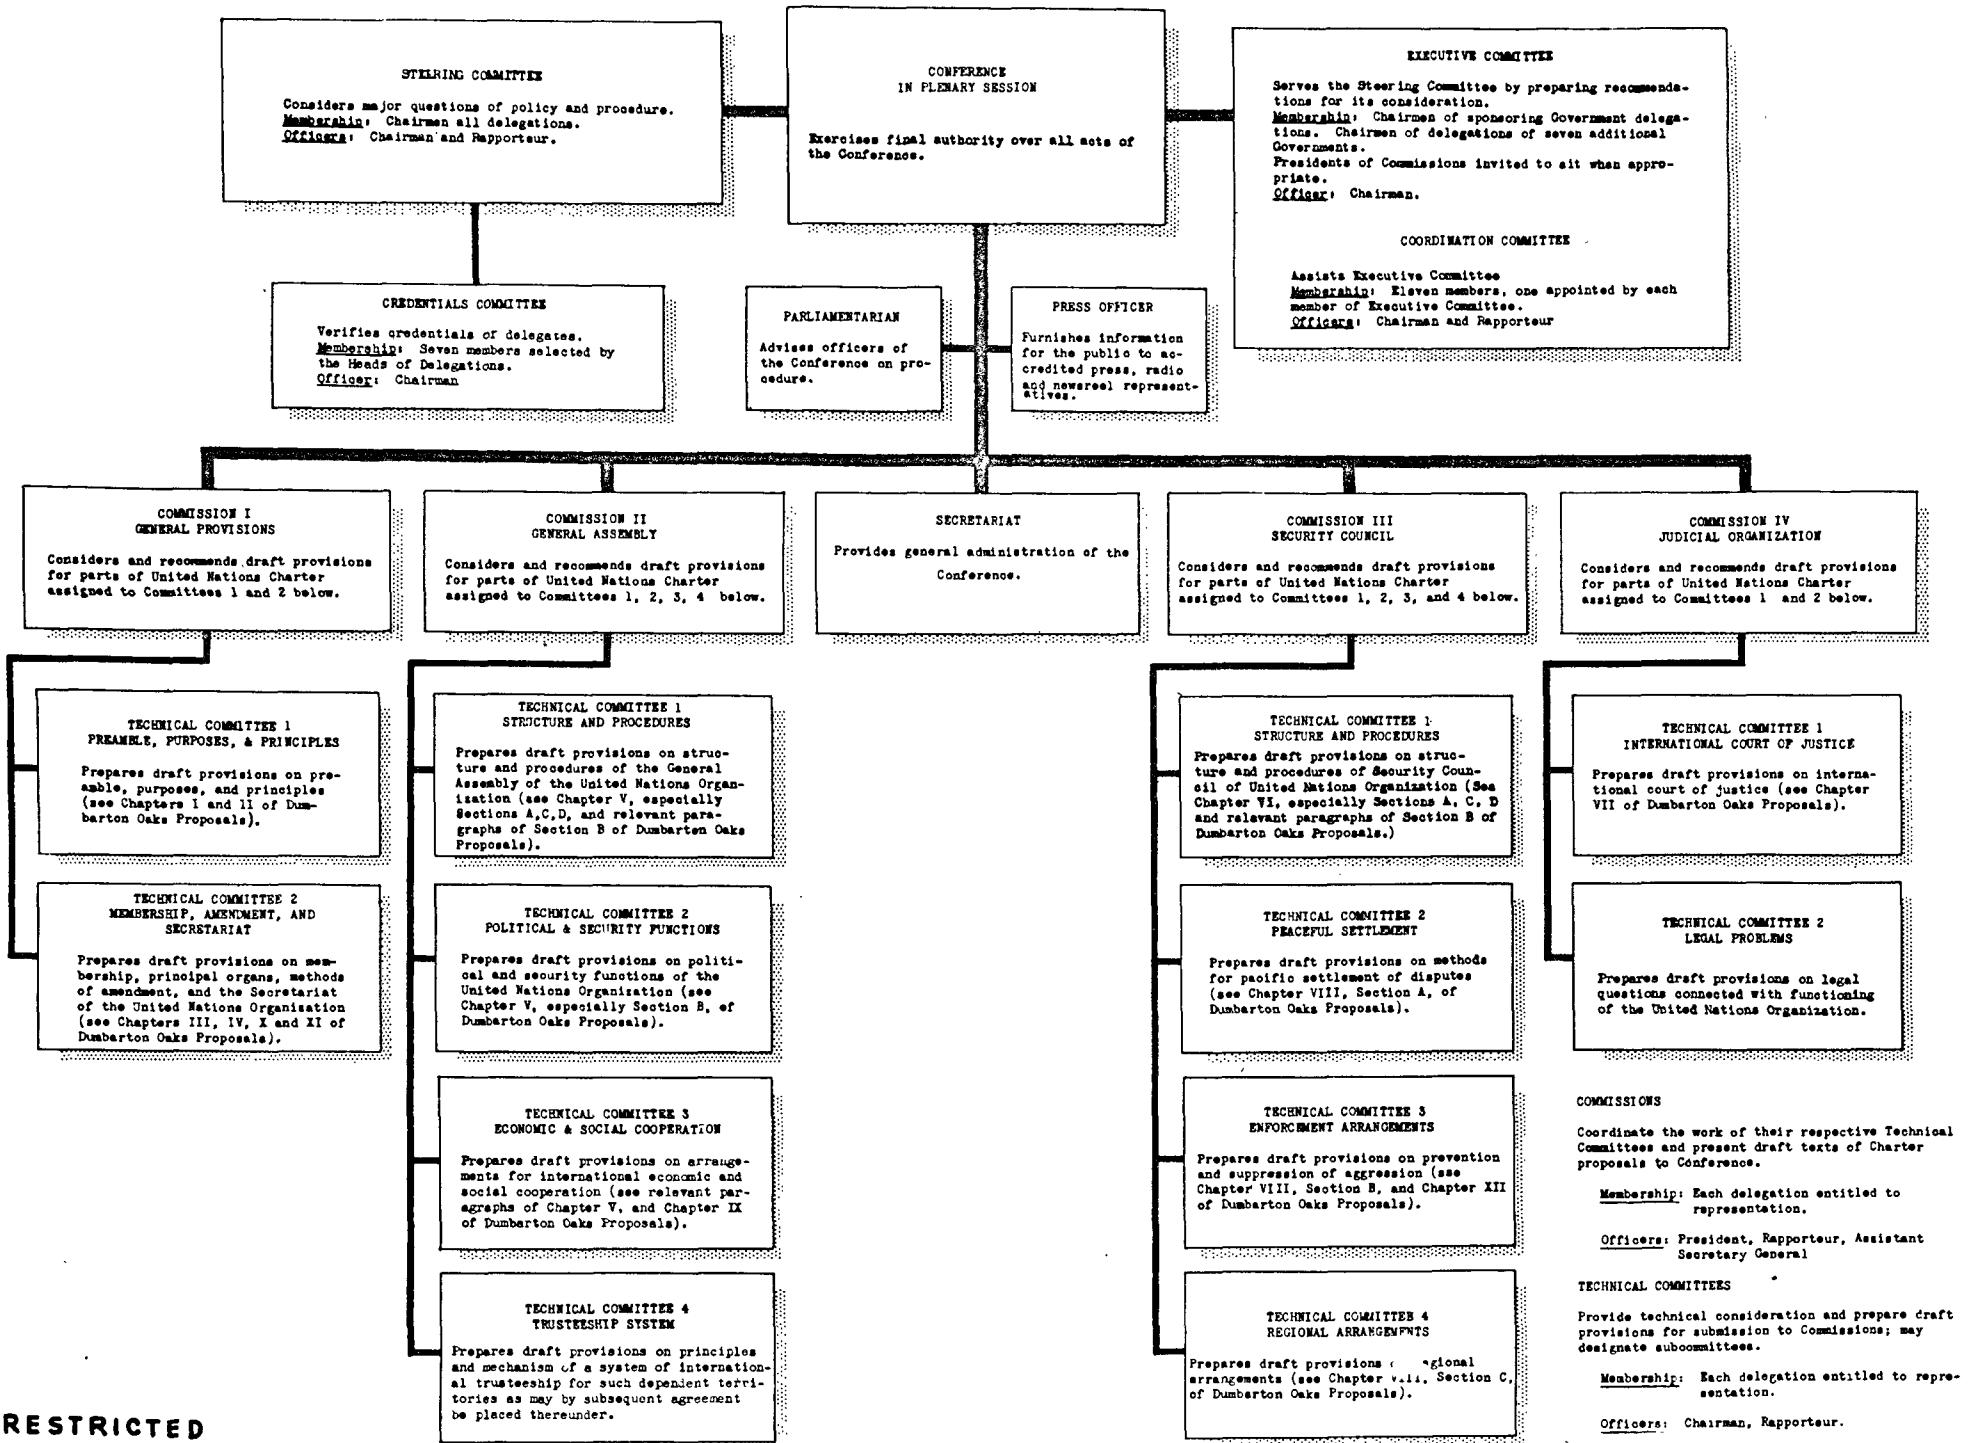 STEERING COMMITTEE
Considers major questions of policy and procedure.
Membership: Chairmen all delegations.
Officers: Chairman and Rapporteur.
CONFERENCE
IN PLENARY SESSION
Exercises final authority over all acts of
the Conference.
EXECUTIVE COMMITTEE
Serves the Steering Committee by preparing recommenda-
tions for its consideration.
Membership: Chairmen of sponsoring Government delega-
tions. Chairmen of delegations of seven additional
Governments.
Presidents of Commissions invited to sit when appro-
priate.
Officer: Chairman.
COORDINATION COMMITTEE
Assists Executive Committee
Membership: Eleven members, one appointed by each
member of Executive Committee.
Officers: Chairman and Rapporteur
CREDENTIALS COMMITTEE
Verifies credentials of delegates.
Membership: Seven members selected by
the Heads of Delegations.
Officer: Chairman
PARLIAMENTARIAN
Advises officers of
the Conference on pro-
cedure.
PRESS OFFICER
Furnishes information
for the public to ac-
credited press, radio
and newsreel represent-
atives.
COMMISSION I
GENERAL PROVISIONS
Considers and recommends draft provisions
for parts of United Nations Charter
assigned to Committees 1 and 2 below.
COMMISSION II
GENERAL ASSEMBLY
Considers and recommends draft provisions
for parts of United Nations Charter
assigned to Committees 1, 2, 3, 4 below.
SECRETARIAT
Provides general administration of the
Conference.
COMMISSION III
SECURITY COUNCIL
Considers and recommends draft provisions
for parts of United Nations Charter
assigned to Committees 1, 2, 3, and 4 below.
COMMISSION IV
JUDICIAL ORGANIZATION
Considers and recommends draft provisions
for parts of United Nations Charter
assigned to Committees 1 and 2 below.
TECHNICAL COMMITTEE 1
PREAMBLE, PURPOSES, & PRINCIPLES
Prepares draft provisions on pre-
amble, purposes, and principles
(see Chapters I and II of Dum-
barton Oaks Proposals).
TECHNICAL COMMITTEE 2
MEMBERSHIP, AMENDMENT, AND
SECRETARIAT
Prepares draft provisions on mem-
bership, principal organs, methods
of amendment, and the Secretariat
of the United Nations Organization
(see Chapters III, IV, X and XI of
Dumbarton Oaks Proposals).
TECHNICAL COMMITTEE 1
STRUCTURE AND PROCEDURES
Prepares draft provisions on struc-
ture and procedures of the General
Assembly of the United Nations Organ-
ization (see Chapter V, especially
Sections A,C,D, and relevant para-
graphs of Section B of Dumbarton Oaks
Proposals).
TECHNICAL COMMITTEE 2
POLITICAL & SECURITY FUNCTIONS
Prepares draft provisions on politi-
cal and security functions of the
United Nations Organization (see
Chapter V, especially Section B, of
Dumbarton Oaks Proposals).
TECHNICAL COMMITTEE 3
ECONOMIC & SOCIAL COOPERATION
Prepares draft provisions on arrange-
ments for international economic and
social cooperation (see relevant par-
agraphs of Chapter V, and Chapter IX
of Dumbarton Oaks Proposals).
TECHNICAL COMMITTEE 4
TRUSTEESHIP SYSTEM
Prepares draft provisions on principles
and mechanism of a system of internation-
al trusteeship for such dependent terri-
tories as may by subsequent agreement
be placed thereunder.
TECHNICAL COMMITTEE 1
STRUCTURE AND PROCEDURES
Prepares draft provisions on struc-
ture and procedures of Security Coun-
cil of United Nations Organization (See
Chapter VI, especially Sections A, C, D
and relevant paragraphs of Section B of
Dumbarton Oaks Proposals.)
TECHNICAL COMMITTEE 2
PEACEFUL SETTLEMENT
Prepares draft provisions on methods
for pacific settlement of disputes
(see Chapter VIII, Section A, of
Dumbarton Oaks Proposals).
TECHNICAL COMMITTEE 3
ENFORCEMENT ARRANGEMENTS
Prepares draft provisions on prevention
and suppression of aggression (see
Chapter VIII, Section B, and Chapter XII
of Dumbarton Oaks Proposals).
TECHNICAL COMMITTEE 4
REGIONAL ARRANGEMENTS
Prepares draft provisions
arrangements (see Chapter Section C,
of Dumbarton Oaks Proposals).
TECHNICAL COMMITTEE 1
INTERNATIONAL COURT OF JUSTICE
Prepares draft provisions on interna-
tional court of justice (see Chapter
VII of Dumbarton Oaks Proposals).
TECHNICAL COMMITTEE 2
LEGAL PROBLEMS
Prepares draft provisions on legal
questions connected with functioning
of the United Nations Organization.
COMMISSIONS
Coordinate the work of their respective Technical
Committees and present draft texts of Charter
proposals to Conference.
Membership: Each delegation entitled to
representation.
Officers: President, Rapporteur, Assistant
Secretary General
TECHNICAL COMMITTEES
Provide technical consideration and prepare draft
provisions for submission to Commissions; may
designate subcommittees.
Membership: Each delegation entitled to repre-
sentation.
Officers: Chairman, Rapporteur.
RESTRICTED